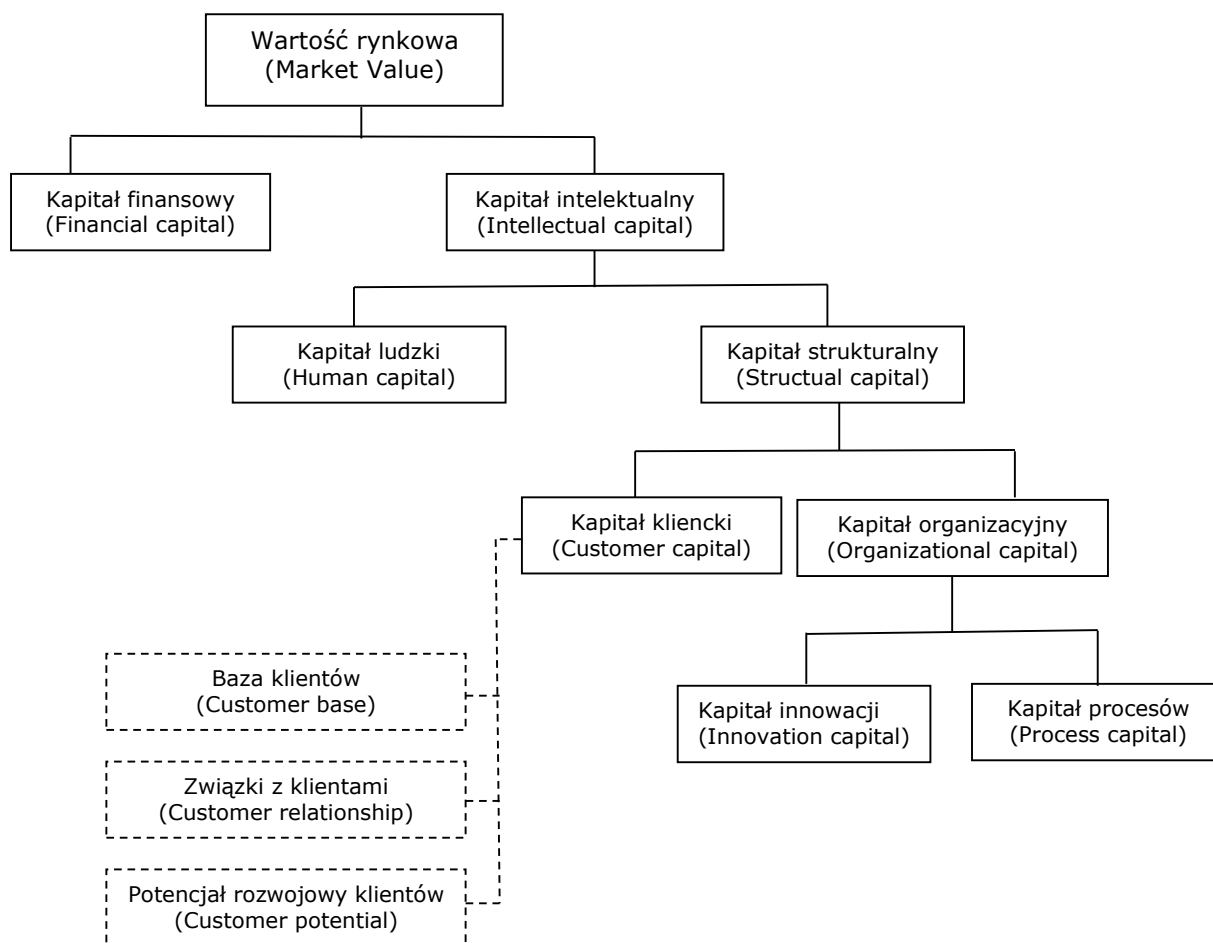 Wartość rynkowa
(Market Value)
Kapitał finansowy
(Financial capital)
Kapitał intelektualny
(Intellectual capital)
Kapitał ludzki
(Human capital)
Kapitał strukturalny
(Structual capital)
Kapitał kliencki
(Customer capital)
Kapitał organizacyjny
(Organizational capital)
Baza klientów
(Customer base)
Kapitał innowacji
(Innovation capital)
Kapitał procesów
(Process capital)
Związki z klientami
(Customer relationship)
Potencjał rozwojowy klientów
(Customer potential)